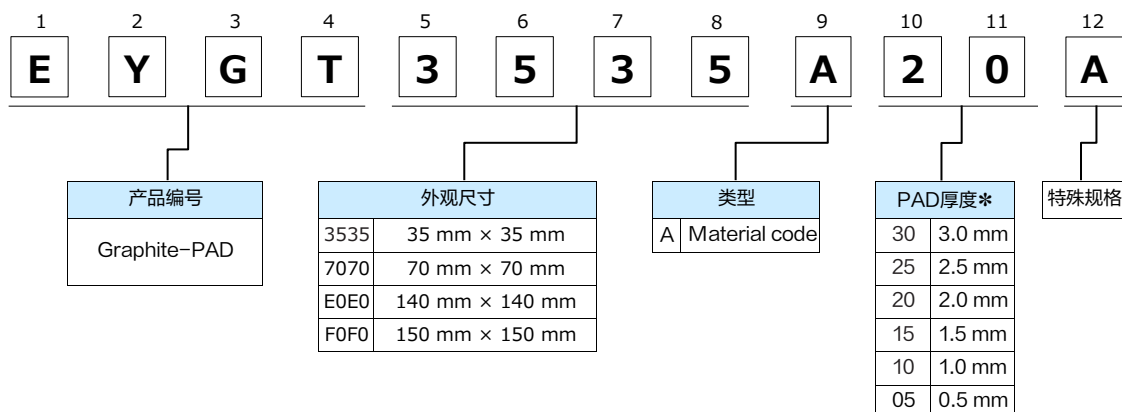 1 2 3 4 5 6 7 8 9 10 11 12
E Y G T 3 5 3 5 A 2 0 A
产品编号
Graphite-PAD
外观尺寸
3535 35 mm × 35 mm
7070 70 mm × 70 mm
E0E0 140 mm × 140 mm
F0F0 150 mm × 150 mm
类型
A Material code
PAD厚度*
30 3.0 mm
25 2.5 mm
20 2.0 mm
15 1.5 mm
10 1.0 mm
05 0.5 mm
特殊规格